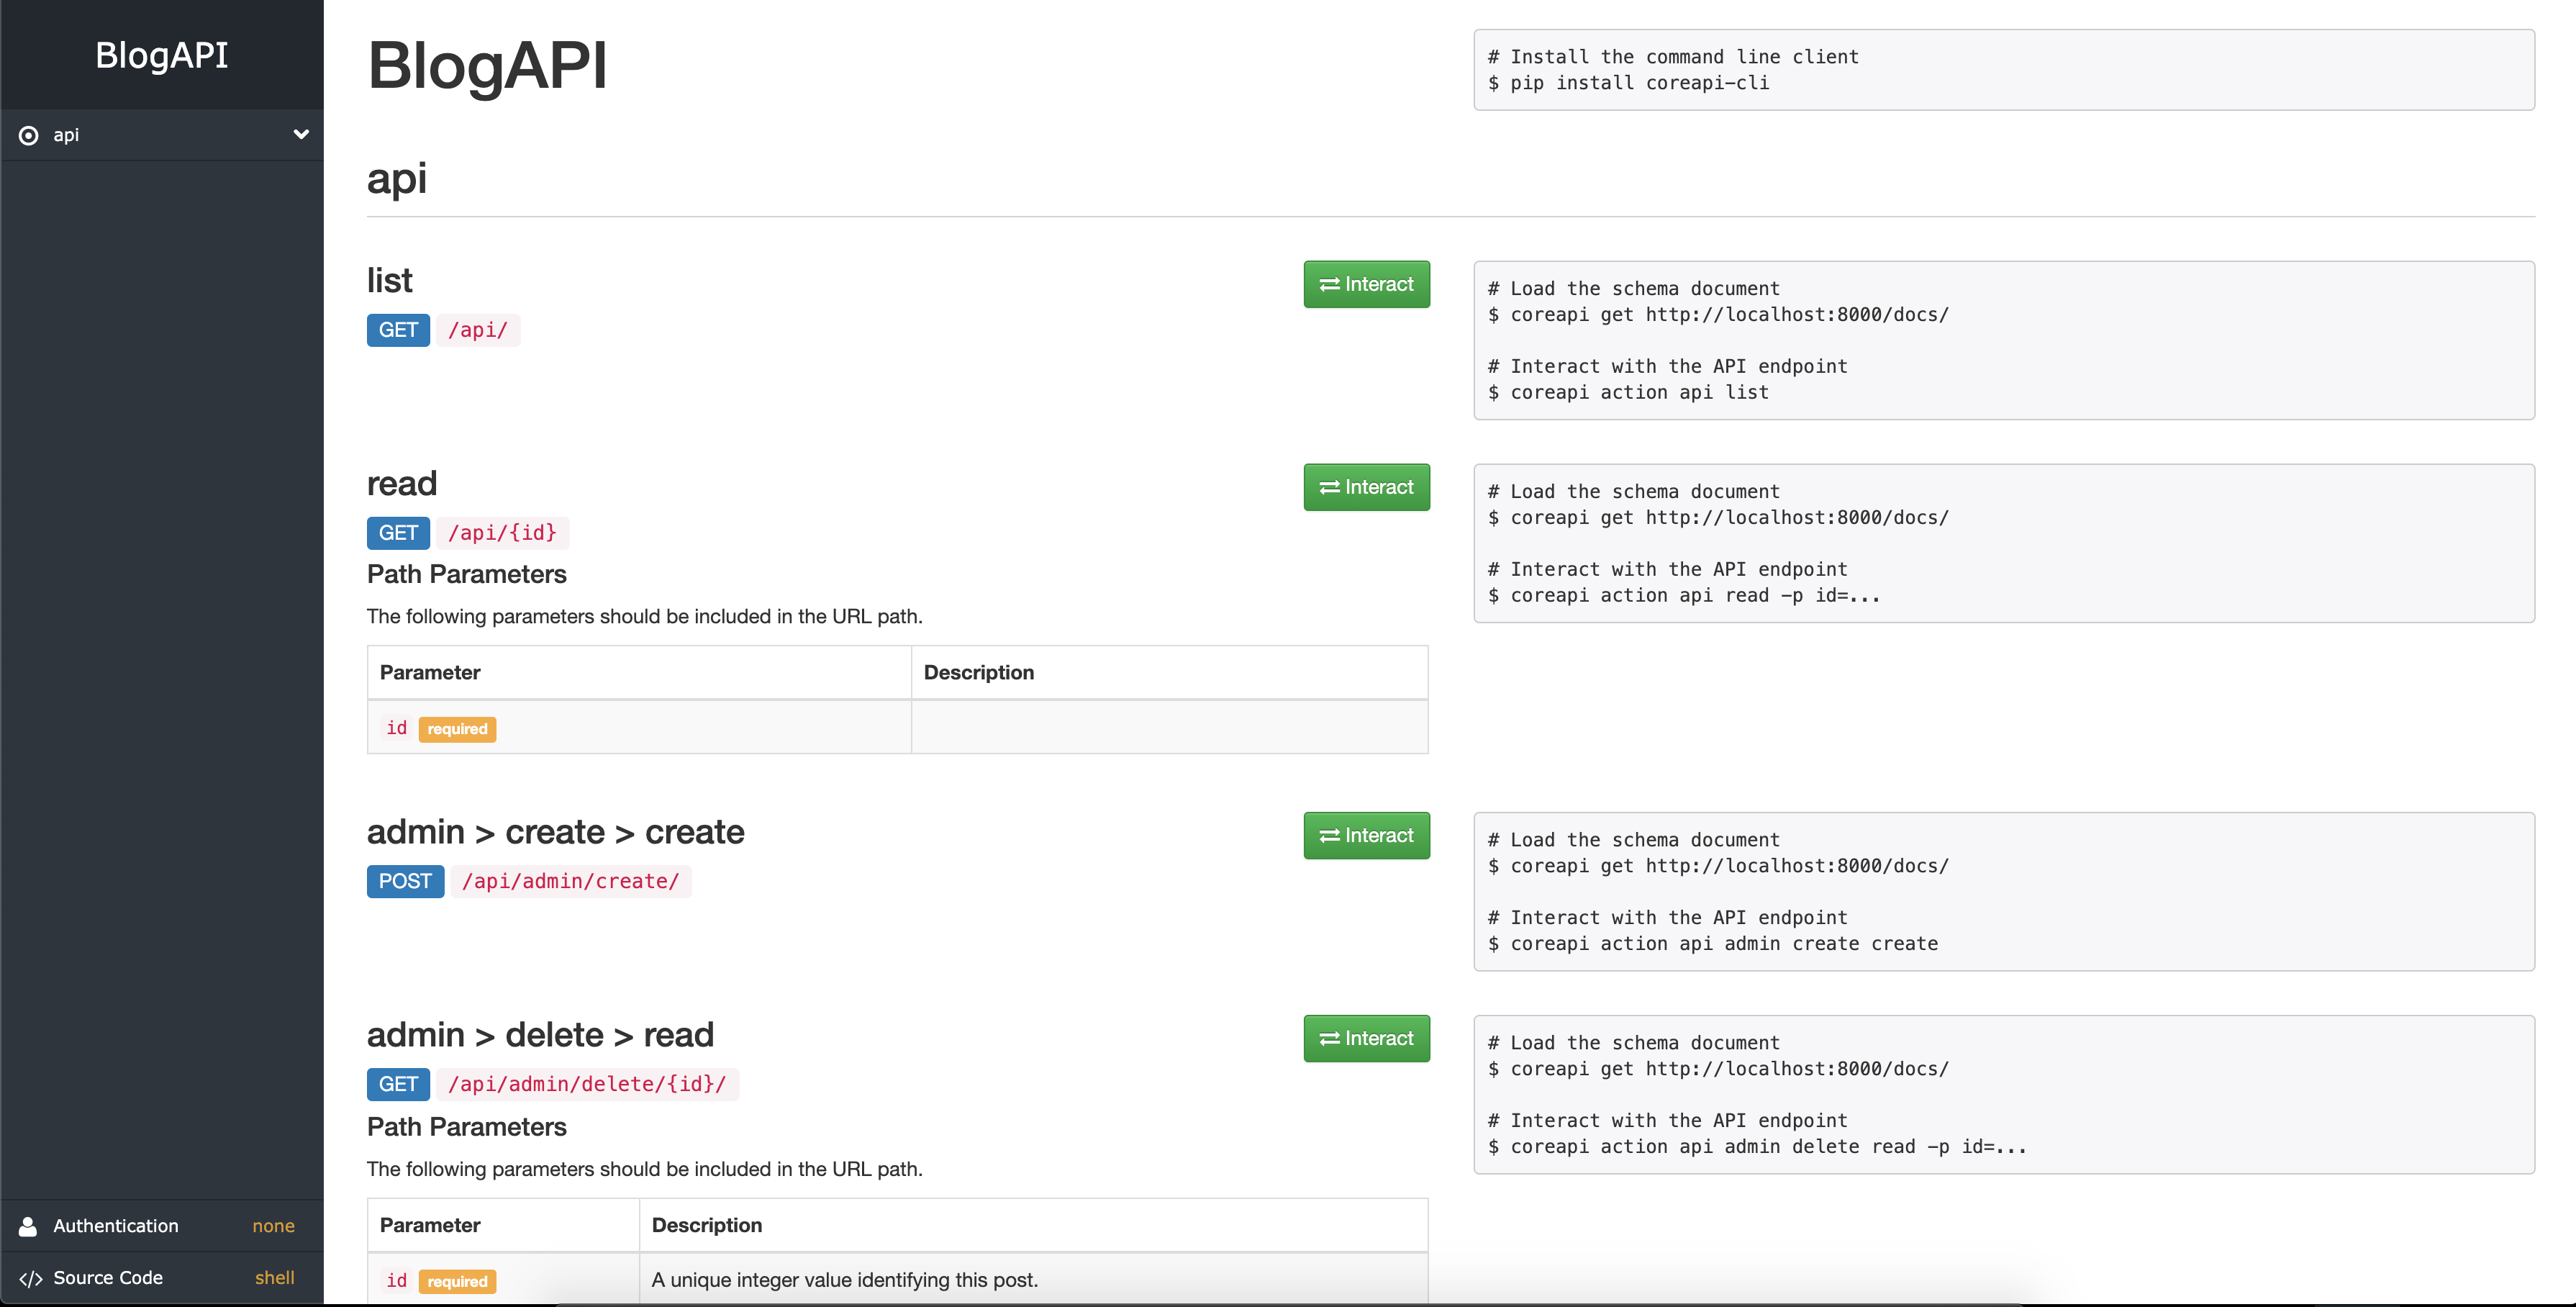 BlogAPI
api
Authentication none
Source Code shell
BlogAPI
# Install the command line client
$ pip install coreapi-cli
api
list
Interact
GET /api/
# Load the schema document
$ coreapi get http://localhost:8000/docs/
# Interact with the API endpoint
$ coreapi action api list
read
Interact
GET /api/{id}
Path Parameters
The following parameters should be included in the URL path.
Parameter Description
id required
# Load the schema document
$ coreapi get http://localhost:8000/docs/
# Interact with the API endpoint
$ coreapi action api read -p id=...
admin > create > create
Interact
POST /api/admin/create/
# Load the schema document
$ coreapi get http://localhost:8000/docs/
# Interact with the API endpoint
$ coreapi action api admin create create
admin > delete > read
Interact
GET /api/admin/delete/{id}/
Path Parameters
The following parameters should be included in the URL path.
Parameter Description
id required A unique integer value identifying this post.
# Load the schema document
$ coreapi get http://localhost:8000/docs/
# Interact with the API endpoint
$ coreapi action api admin delete read -p id=...